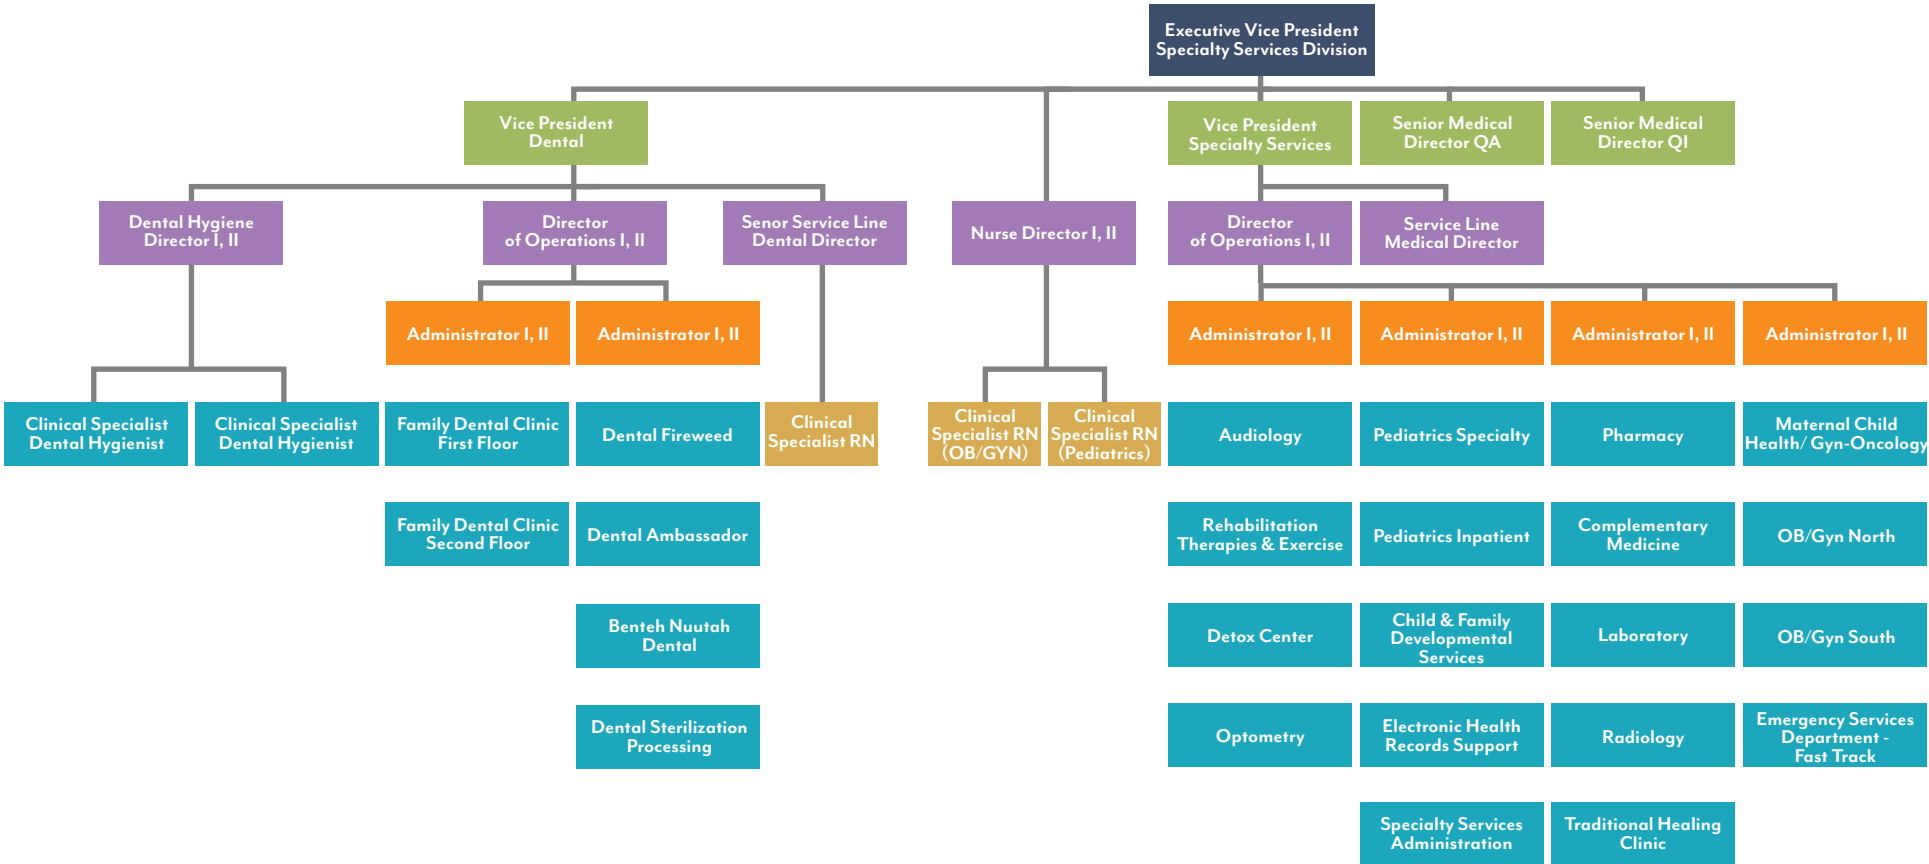 Executive Vice President
Specialty Services Division
Vice President
Dental
Vice President
Specialty Services
Senior Medical
Director QA
Senior Medical
Director QI
Dental Hygiene
Director I, II
Director
of Operations I, II
Senor Service Line
Dental Director
Nurse Director I, II
Director
of Operations I, II
Service Line
Medical Director
Administrator I, II
Administrator I, II
Administrator I, II
Administrator I, II
Administrator I, II
Administrator I, II
Clinical Specialist
Dental Hygienist
Clinical Specialist
Dental Hygienist
Family Dental Clinic
First Floor
Dental Fireweed
Clinical
Specialist RN
Clinical
Specialist RN
(OB/GYN)
Clinical
Specialist RN
(Pediatrics)
Audiology
Pediatrics Specialty
Pharmacy
Maternal Child
Health/ Gyn-Oncology
Family Dental Clinic
Second Floor
Dental Ambassador
Rehabilitation
Therapies & Exercise
Pediatrics Inpatient
Complementary
Medicine
OB/Gyn North
Benteh Nuutah
Dental
Detox Center
Child & Family
Developmental
Services
Laboratory
OB/Gyn South
Dental Sterilization
Processing
Optometry
Electronic Health
Records Support
Radiology
Emergency Services
Department -
Fast Track
Specialty Services
Administration
Traditional Healing
Clinic